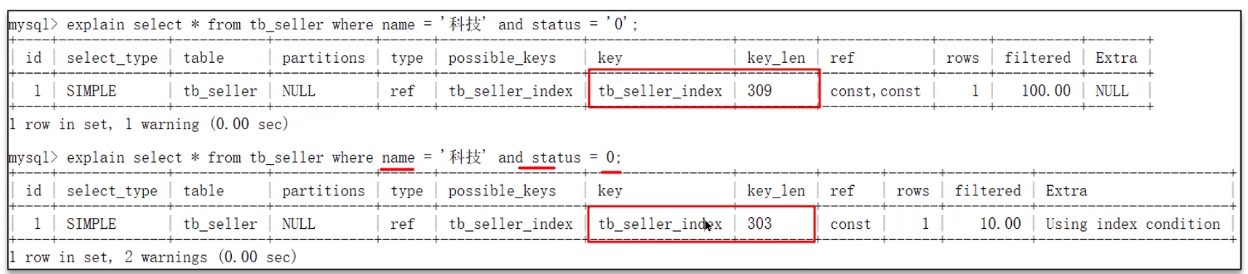 mysql> explain select * from tb_seller where name = '科技' and status = '0';
| id | select_type | table | partitions | type | possible_keys | key | key_len | ref | rows | filtered | Extra |
| 1 | SIMPLE | tb_seller | NULL | ref | tb_seller_index | tb_seller_index | 309 | const,const | 1 | 100.00 | NULL |
1 row in set, 1 warning (0.00 sec)
mysql> explain select * from tb_seller where name = '科技' and status = 0;
| id | select_type | table | partitions | type | possible_keys | key | key_len | ref | rows | filtered | Extra |
| 1 | SIMPLE | tb_seller | NULL | ref | tb_seller_index | tb_seller_index | 303 | const | 1 | 10.00 | Using index condition |
1 row in set, 2 warnings (0.00 sec)